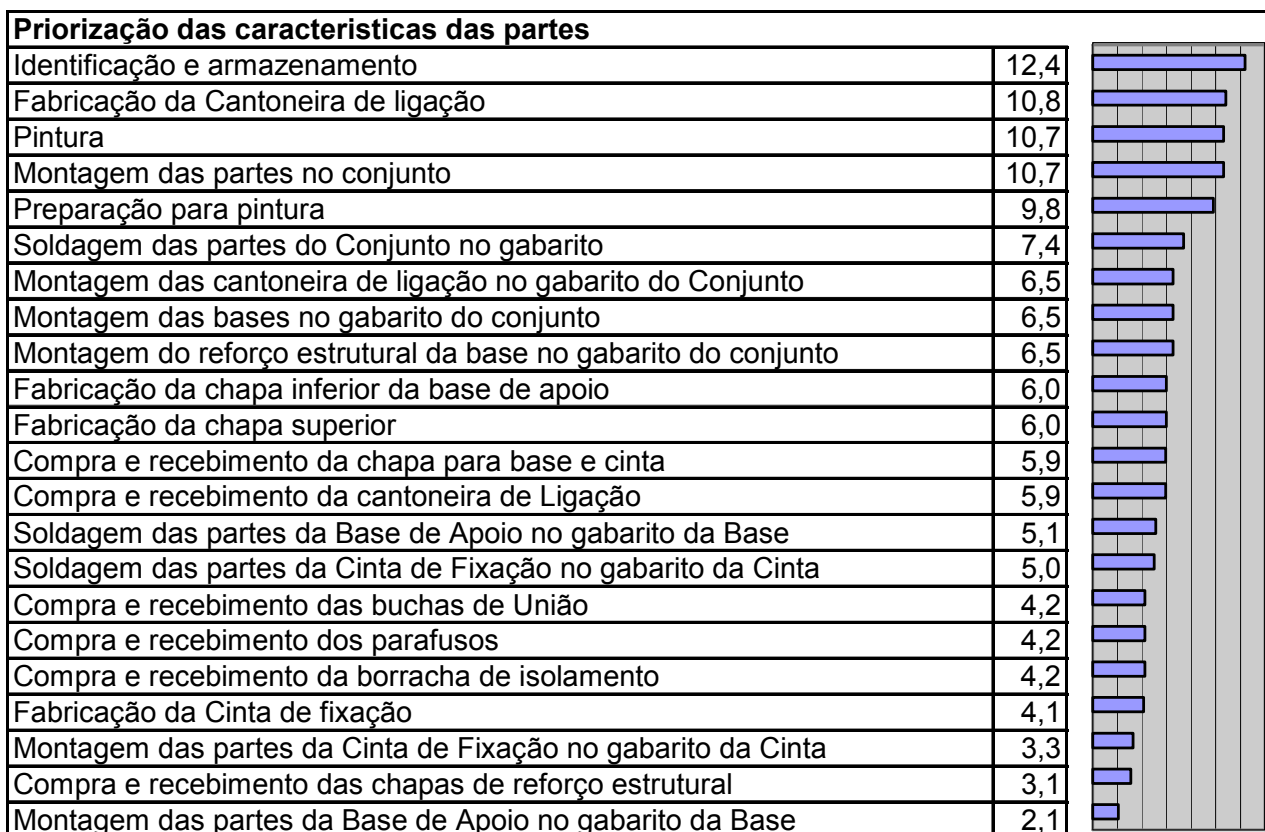 Priorização das caracteristicas das partes
Identificação e armazenamento 12,4
Fabricação da Cantoneira de ligação 10,8
Pintura 10,7
Montagem das partes no conjunto 10,7
Preparação para pintura 9,8
Soldagem das partes do Conjunto no gabarito 7,4
Montagem das cantoneira de ligação no gabarito do Conjunto 6,5
Montagem das bases no gabarito do conjunto 6,5
Montagem do reforço estrutural da base no gabarito do conjunto 6,5
Fabricação da chapa inferior da base de apoio 6,0
Fabricação da chapa superior 6,0
Compra e recebimento da chapa para base e cinta 5,9
Compra e recebimento da cantoneira de Ligação 5,9
Soldagem das partes da Base de Apoio no gabarito da Base 5,1
Soldagem das partes da Cinta de Fixação no gabarito da Cinta 5,0
Compra e recebimento das buchas de União 4,2
Compra e recebimento dos parafusos 4,2
Compra e recebimento da borracha de isolamento 4,2
Fabricação da Cinta de fixação 4,1
Montagem das partes da Cinta de Fixação no gabarito da Cinta 3,3
Compra e recebimento das chapas de reforço estrutural 3,1
Montagem das partes da Base de Apoio no gabarito da Base 2,1